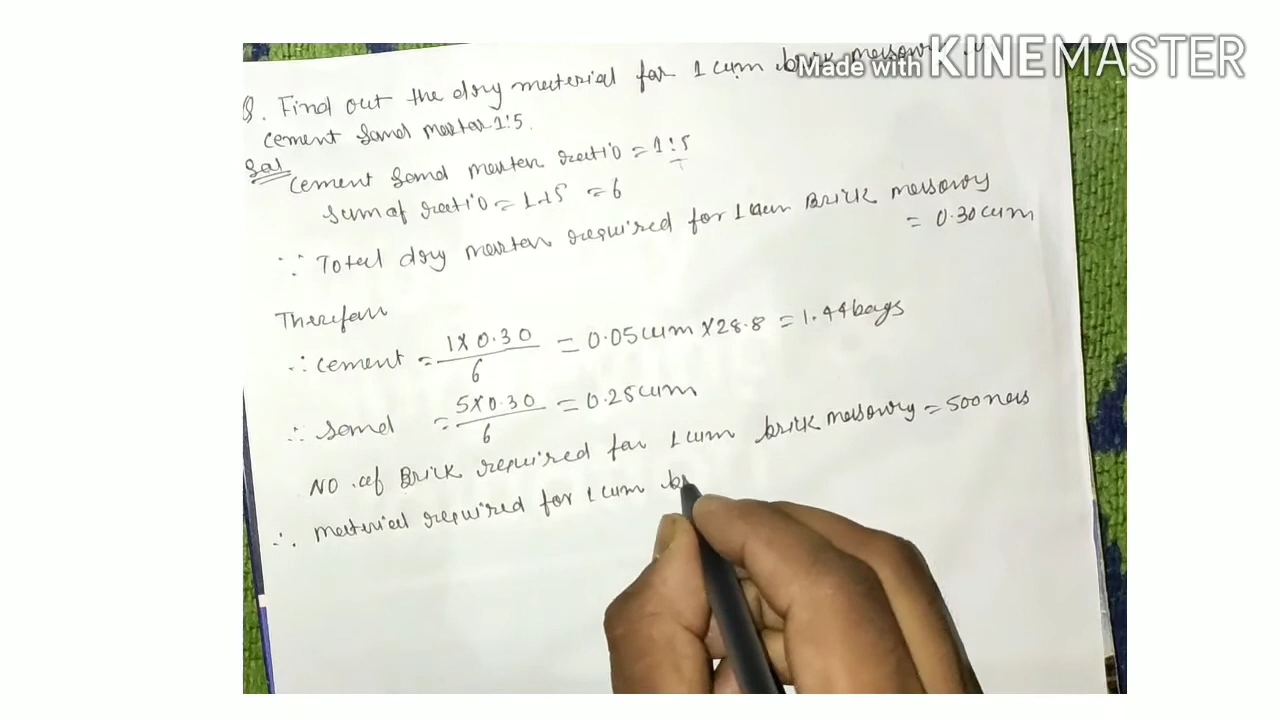 Made with KINEMASTER
Q. Find out the dry material for 1 cum brick masonry
cement sand mortar 1:5.
Sol
cement sand mortar ratio = 1:5
sum of ratio = 1+5 = 6
∵ Total dry mortar required for 1 cum Brick masonry
= 0.30 cum
Therefore
∴ cement = 1 x 0.30 / 6 = 0.05 cum x 28.8 = 1.44 bags
∴ sand = 5 x 0.30 / 6 = 0.25 cum
NO. of Brick required for 1 cum brick masonry = 500 nos
∴ material required for 1 cum b